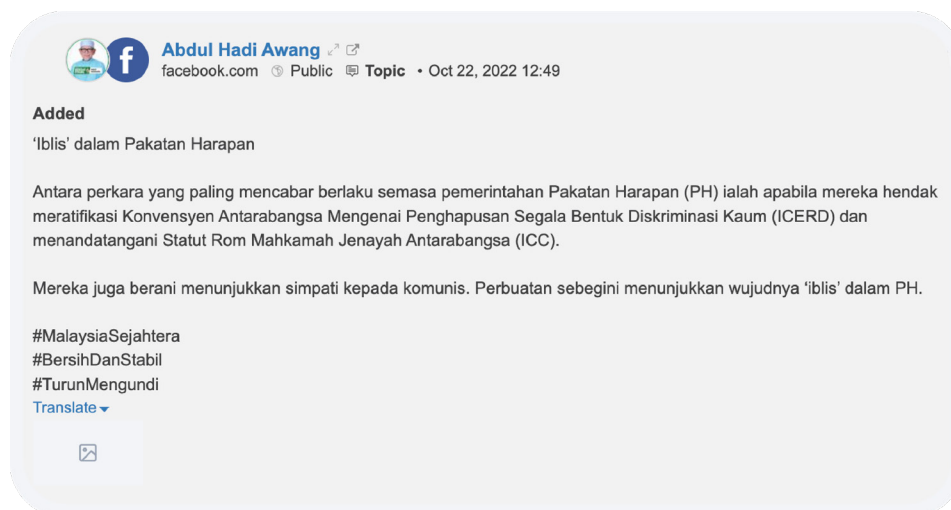 Abdul Hadi Awang
facebook.com Public Topic • Oct 22, 2022 12:49
Added
‘Iblis’ dalam Pakatan Harapan
Antara perkara yang paling mencabar berlaku semasa pemerintahan Pakatan Harapan (PH) ialah apabila mereka hendak
meratifikasi Konvensyen Antarabangsa Mengenai Penghapusan Segala Bentuk Diskriminasi Kaum (ICERD) dan
menandatangani Statut Rom Mahkamah Jenayah Antarabangsa (ICC).
Mereka juga berani menunjukkan simpati kepada komunis. Perbuatan sebegini menunjukkan wujudnya ‘iblis’ dalam PH.
#MalaysiaSejahtera
#BersihDanStabil
#TurunMengundi
Translate